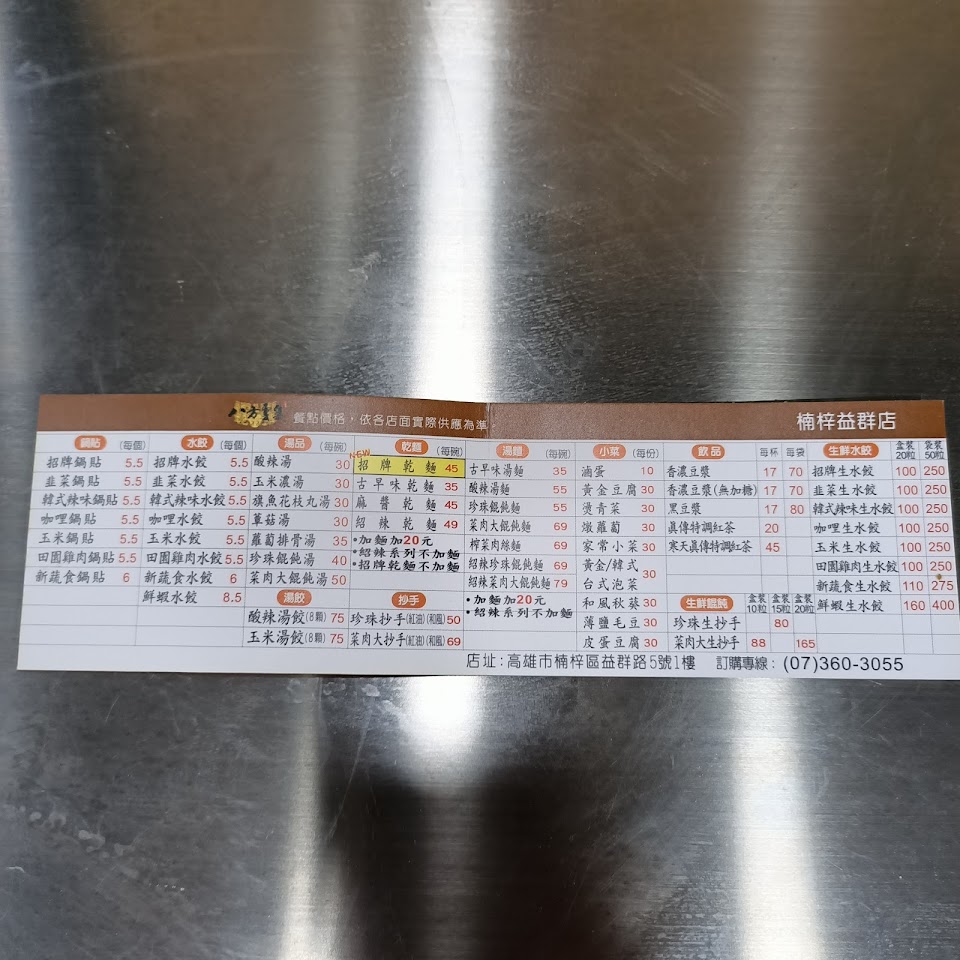 八方雲集 餐點價格，依各店面實際供應為準。 楠梓益群店
鍋貼 (每個)
招牌鍋貼 5.5
韭菜鍋貼 5.5
韓式辣味鍋貼 5.5
咖哩鍋貼 5.5
玉米鍋貼 5.5
田園雞肉鍋貼 5.5
新蔬食鍋貼 6
水餃 (每個)
招牌水餃 5.5
韭菜水餃 5.5
韓式辣味水餃 5.5
咖哩水餃 5.5
玉米水餃 5.5
田園雞肉水餃 5.5
新蔬食水餃 6
鮮蝦水餃 8.5
湯品 (每碗)
酸辣湯 30
玉米濃湯 30
旗魚花枝丸湯 30
蕈菇湯 30
蘿蔔排骨湯 35
珍珠餛飩湯 40
菜肉大餛飩湯 50
湯餃
酸辣湯餃(8顆) 75
玉米湯餃(8顆) 75
乾麵 (每碗)
NEW
招牌乾麵 45
古早味乾麵 35
麻醬乾麵 45
紹辣乾麵 49
•加麵加20元
•紹辣系列不加麵
•招牌乾麵不加麵
抄手
珍珠抄手(紅油)(和風) 50
菜肉大抄手(紅油)(和風) 69
湯麵 (每碗)
古早味湯麵 35
酸辣湯麵 55
珍珠餛飩麵 55
菜肉大餛飩麵 69
榨菜肉絲麵 69
紹辣珍珠餛飩麵 69
紹辣菜肉大餛飩麵 79
•加麵加20元
•紹辣系列不加麵
小菜 (每份)
滷蛋 10
黃金豆腐 30
燙青菜 30
燉蘿蔔 30
家常小菜 30
黃金/韓式
台式泡菜 30
和風秋葵 30
薄鹽毛豆 30
皮蛋豆腐 30
飲品 每杯 每袋
香濃豆漿 17 70
香濃豆漿(無加糖) 17 70
黑豆漿 17 80
真傳特調紅茶 20
寒天真傳特調紅茶 45
生鮮餛飩 盒裝10粒 盒裝15粒 盒裝20粒
珍珠生抄手 80
菜肉大生抄手 88 165
生鮮水餃 盒裝20粒 袋裝50粒
招牌生水餃 100 250
韭菜生水餃 100 250
韓式辣味生水餃 100 250
咖哩生水餃 100 250
玉米生水餃 100 250
田園雞肉生水餃 100 250
新蔬食生水餃 110 275
鮮蝦生水餃 160 400
店址:高雄市楠梓區益群路5號1樓 訂購專線:(07)360-3055